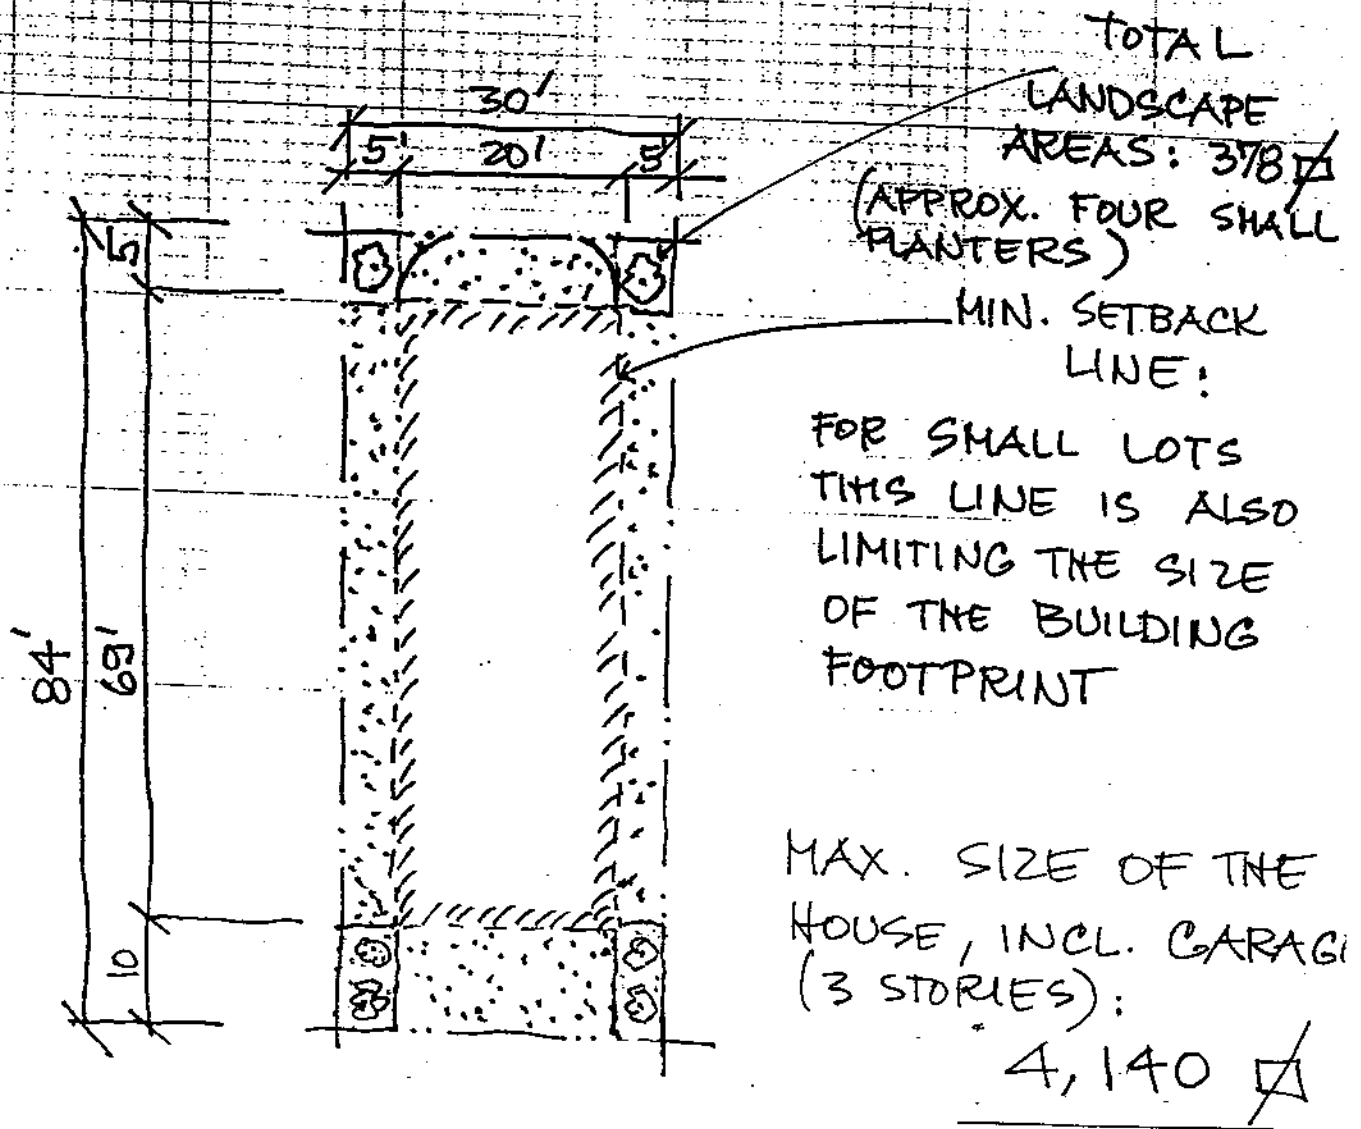 30'
5' 20' 5'
TOTAL
LANDSCAPE
AREAS: 378
(APPROX. FOUR SMALL
PLANTERS)
MIN. SETBACK
LINE:
FOR SMALL LOTS
THIS LINE IS ALSO
LIMITING THE SIZE
OF THE BUILDING
FOOTPRINT
5
84'
69'
10
MAX. SIZE OF THE
HOUSE, INCL. GARAG
(3 STORIES):
4,140